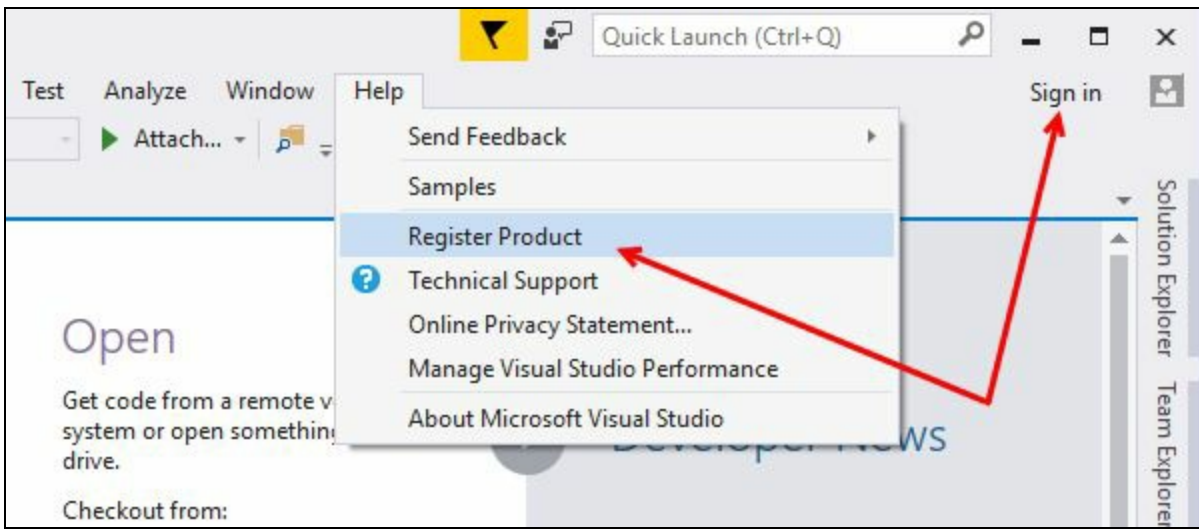 Quick Launch (Ctrl+Q)
Test Analyze Window Help Sign in
Attach...
Send Feedback
Samples
Register Product
Technical Support
Online Privacy Statement...
Manage Visual Studio Performance
About Microsoft Visual Studio
Open
Get code from a remote
system or open
drive.
Checkout from:
Developer News
Solution Explorer
Team Explorer